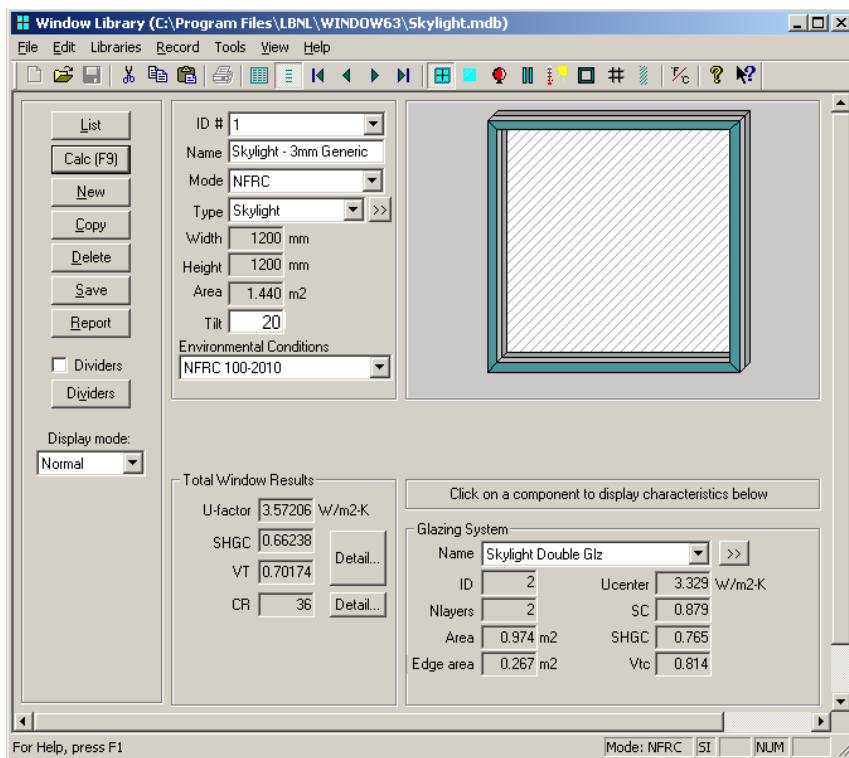 Window Library (C:\Program Files\LBNL\WINDOW63\Skylight.mdb)
File Edit Libraries Record Tools View Help
F/C ? ?
List
Calc (F9)
New
Copy
Delete
Save
Report
Dividers
Dividers
Display mode:
Normal
ID # 1
Name Skylight - 3mm Generic
Mode NFRC
Type Skylight >>
Width 1200 mm
Height 1200 mm
Area 1.440 m2
Tilt 20
Environmental Conditions
NFRC 100-2010
Total Window Results
U-factor 3.57206 W/m2-K
SHGC 0.66238
VT 0.70174
Detail...
CR 36 Detail...
Click on a component to display characteristics below
Glazing System
Name Skylight Double Glz >>
ID 2 Ucenter 3.329 W/m2-K
Nlayers 2 SC 0.879
Area 0.974 m2 SHGC 0.765
Edge area 0.267 m2 Vtc 0.814
For Help, press F1 Mode: NFRC SI NUM